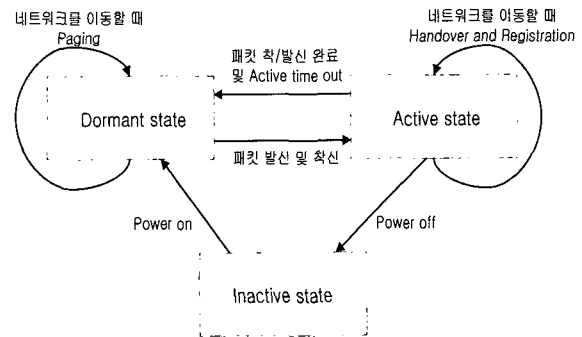 네트워크를 이동할 때
Paging
네트워크를 이동할 때
Handover and Registration
패킷 착/발신 완료
및 Active time out
Dormant state
Active state
패킷 발신 및 착신
Power on
Power off
Inactive state